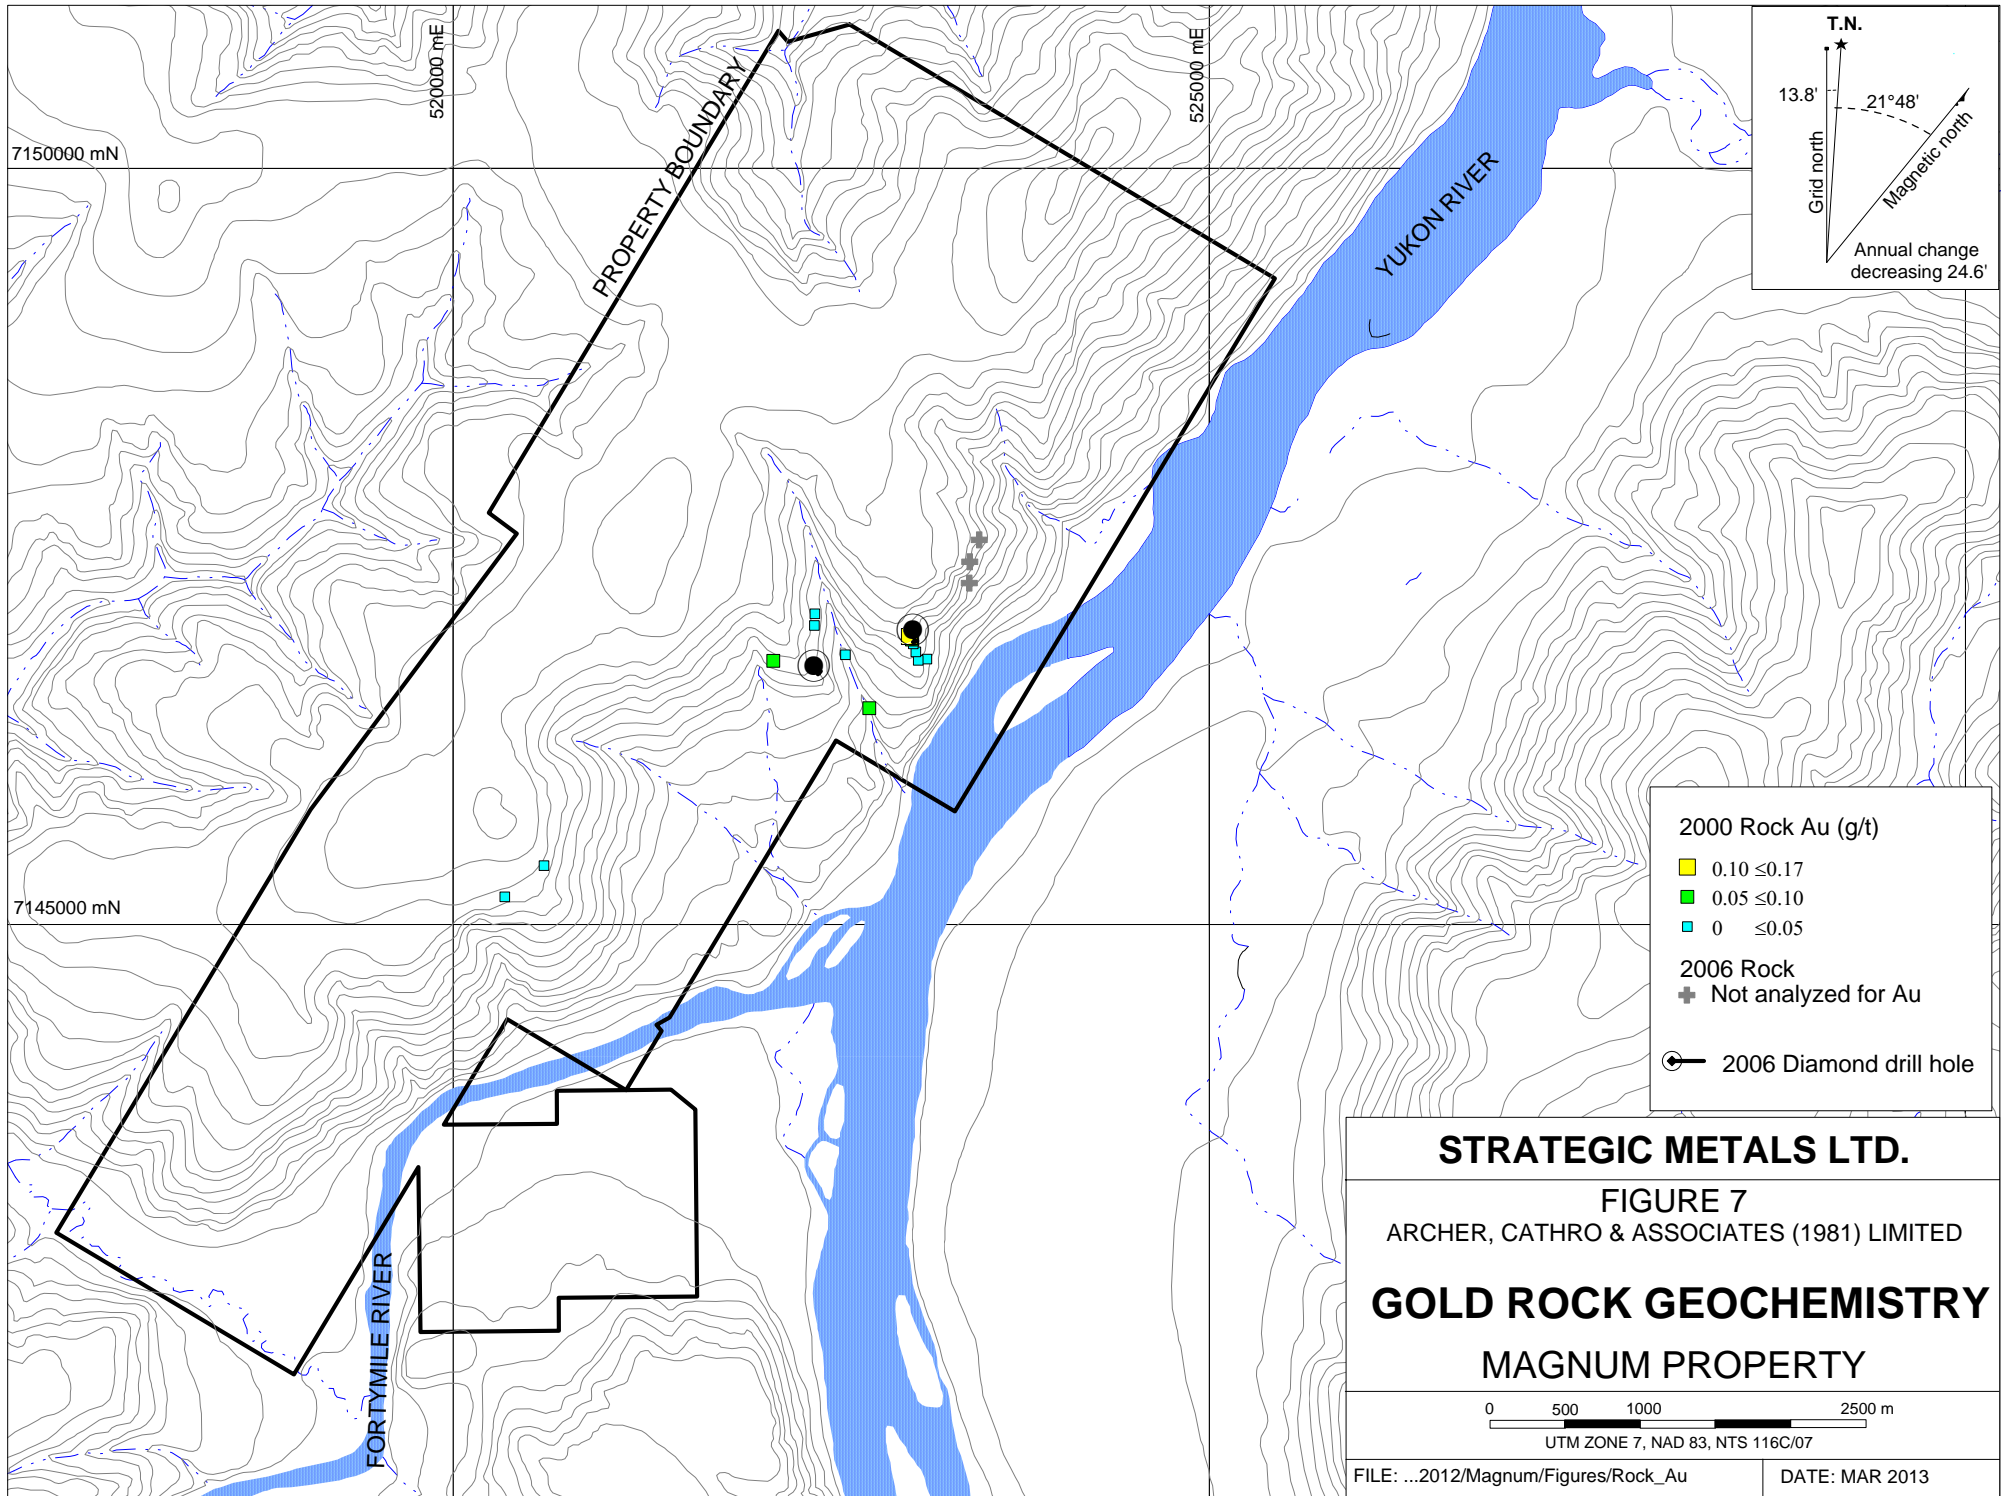 520000 mE
525000 mE
7150000 mN
7145000 mN
PROPERTY BOUNDARY
YUKON RIVER
FORTYMILE RIVER
T.N.
13.8'
21°48'
Grid north
Magnetic north
Annual change
decreasing 24.6'
2000 Rock Au (g/t)
0.10 ≤0.17
0.05 ≤0.10
0 ≤0.05
2006 Rock
Not analyzed for Au
2006 Diamond drill hole
STRATEGIC METALS LTD.
FIGURE 7
ARCHER, CATHRO & ASSOCIATES (1981) LIMITED
GOLD ROCK GEOCHEMISTRY
MAGNUM PROPERTY
0 500 1000 2500 m
UTM ZONE 7, NAD 83, NTS 116C/07
FILE: ...2012/Magnum/Figures/Rock_Au
DATE: MAR 2013